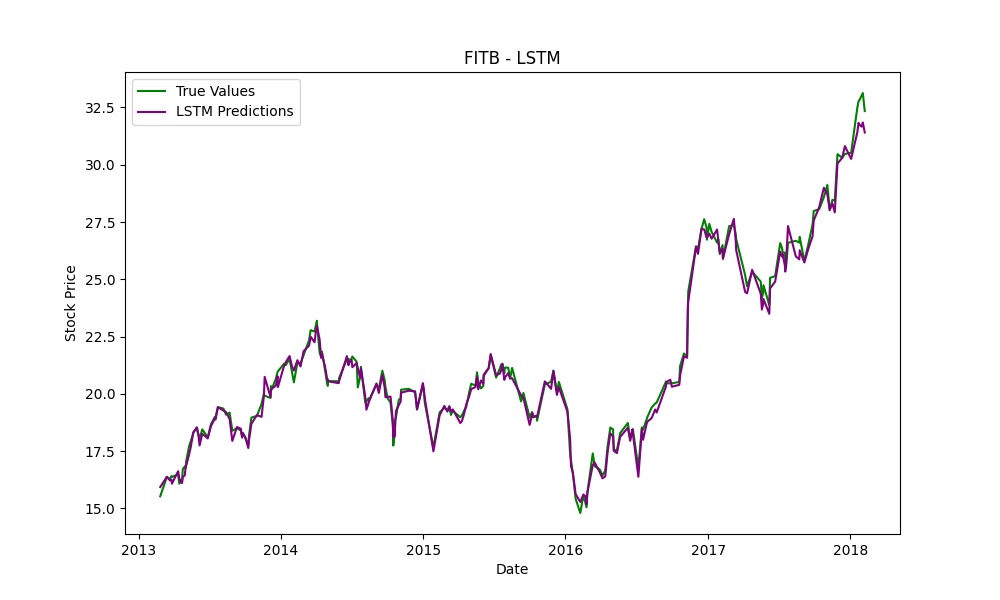 FITB - LSTM
True Values
LSTM Predictions
32.5
30.0
27.5
25.0
22.5
20.0
17.5
15.0
Stock Price
2013 2014 2015 2016 2017 2018
Date